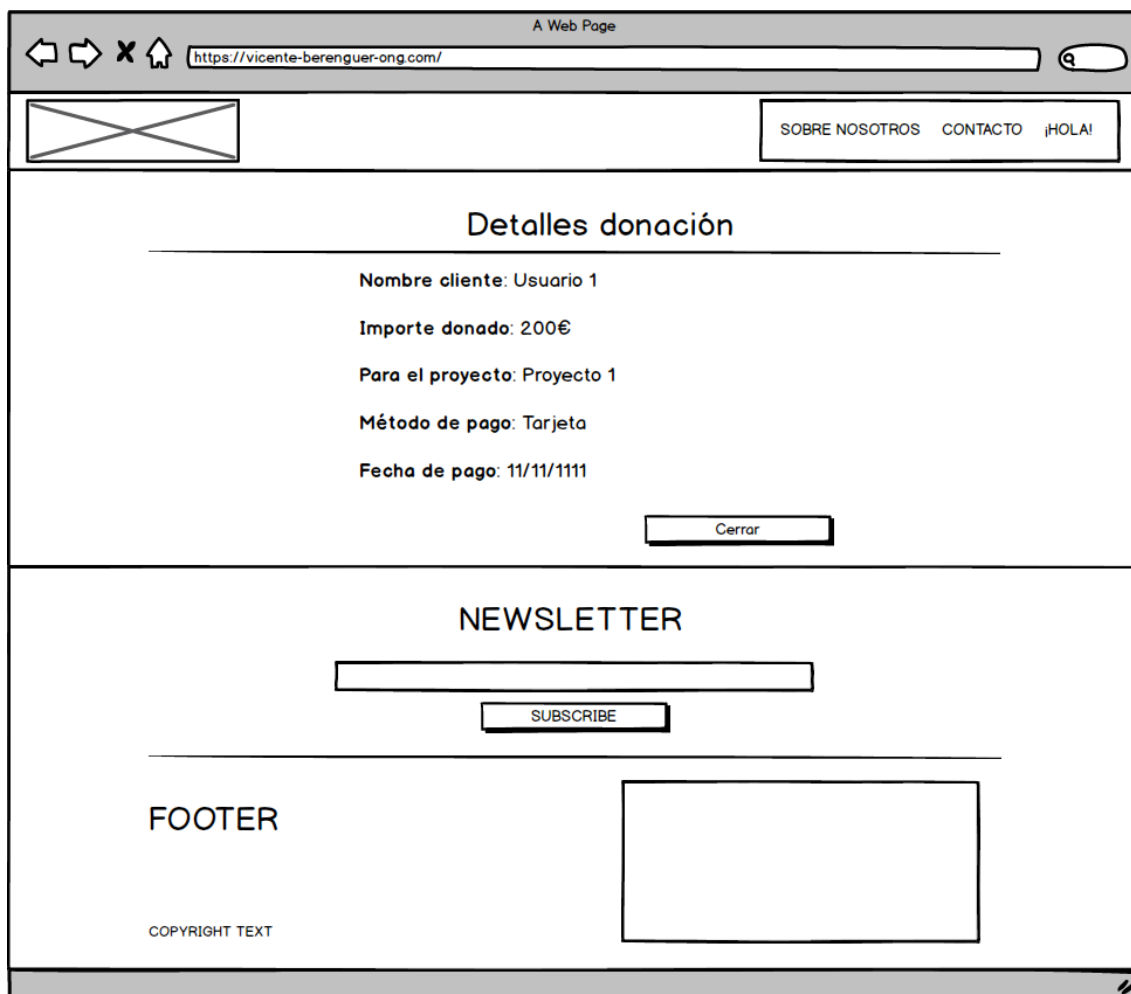 A Web Page
https://vicente-berenguer-ong.com/
SOBRE NOSOTROS CONTACTO ¡HOLA!
Detalles donación
Nombre cliente: Usuario 1
Importe donado: 200€
Para el proyecto: Proyecto 1
Método de pago: Tarjeta
Fecha de pago: 11/11/1111
Cerrar
NEWSLETTER
SUBSCRIBE
FOOTER
COPYRIGHT TEXT